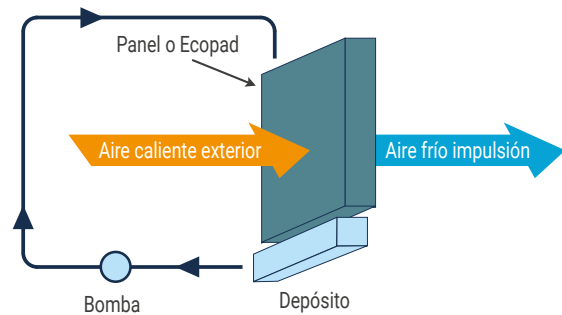 Panel o Ecopad
Aire caliente exterior
Aire frío impulsión
Bomba
Depósito